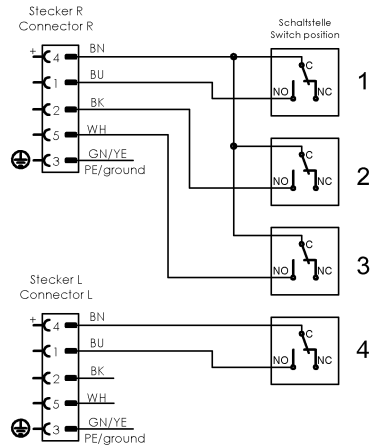 Stecker R
Connector R
Schaltstelle
Switch position
+ 4 BN
1 BU
2 BK
5 WH
3 GN/YE
PE/ground
C
NO NC
1
C
NO NC
2
C
NO NC
3
Stecker L
Connector L
+ 4 BN
1 BU
2 BK
5 WH
3 GN/YE
PE/ground
C
NO NC
4